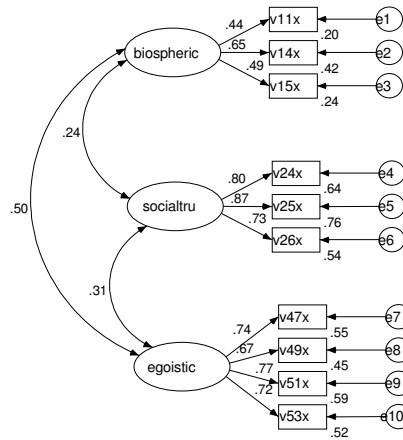 .44 v11x e1
.20
biospheric .65 v14x e2
.42
.49 v15x e3
.24
.24
.80 v24x e4
.64
.50 socialtru .87 v25x e5
.76
.73 v26x e6
.54
.31
.74 v47x e7
.55
.67 v49x e8
.45
egoistic .77 v51x e9
.59
.72 v53x e10
.52